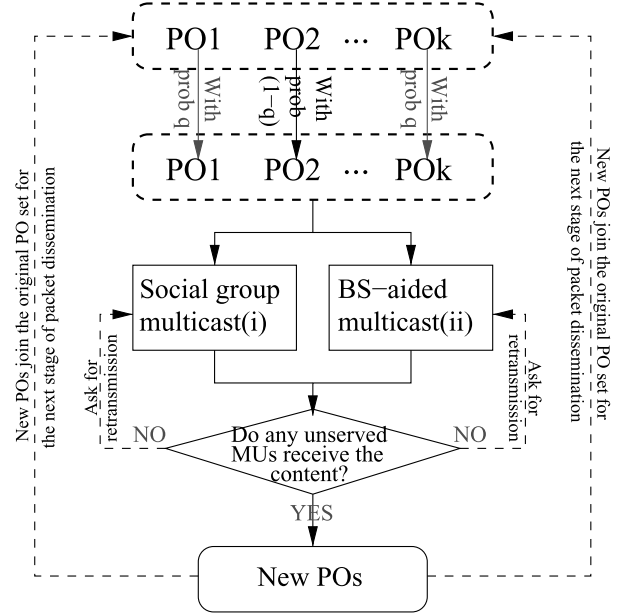 PO1 PO2 ... POk
With prob q
With prob (1-q)
With prob q
PO1 PO2 ... POk
New POs join the original PO set for
the next stage of packet dissemination
Social group
multicast(i)
BS-aided
multicast(ii)
New POs join the original PO set for
the next stage of packet dissemination
Ask for
retransmission
Ask for
retransmission
NO
Do any unserved
MUs receive the
content?
NO
YES
New POs